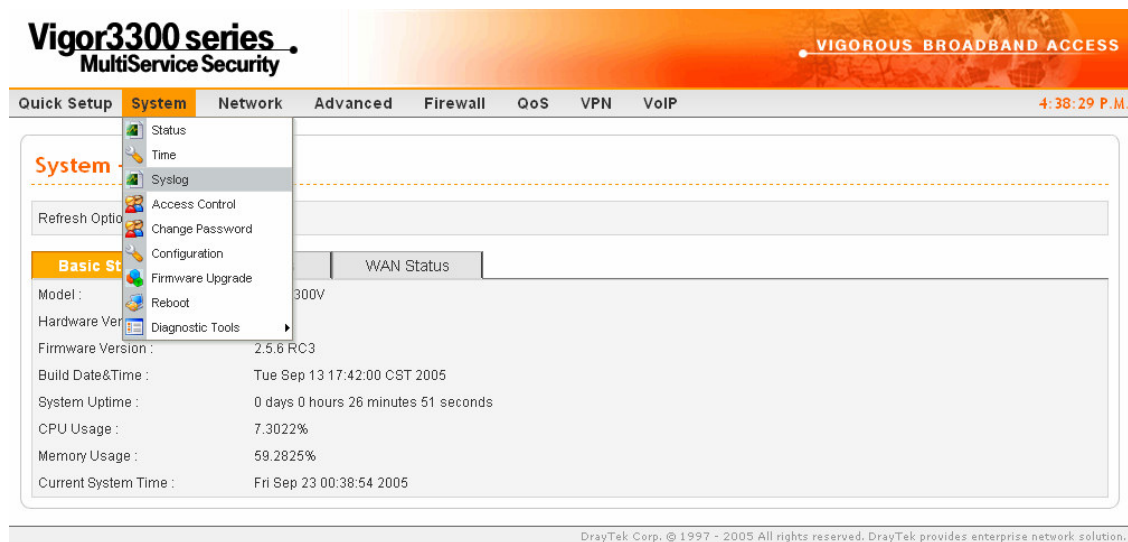 Vigor3300 series
MultiService Security
VIGOROUS BROADBAND ACCESS
Quick Setup System Network Advanced Firewall QoS VPN VoIP 4:38:29 P.M.
Status
Time
Syslog
Access Control
Change Password
Configuration
Firmware Upgrade
Reboot
Diagnostic Tools
System -
Refresh Optio
Basic St
WAN Status
Model : 300V
Hardware Ver
Firmware Version : 2.5.6 RC3
Build Date&Time : Tue Sep 13 17:42:00 CST 2005
System Uptime : 0 days 0 hours 26 minutes 51 seconds
CPU Usage : 7.3022%
Memory Usage : 59.2825%
Current System Time : Fri Sep 23 00:38:54 2005
DrayTek Corp. © 1997 - 2005 All rights reserved. DrayTek provides enterprise network solution.